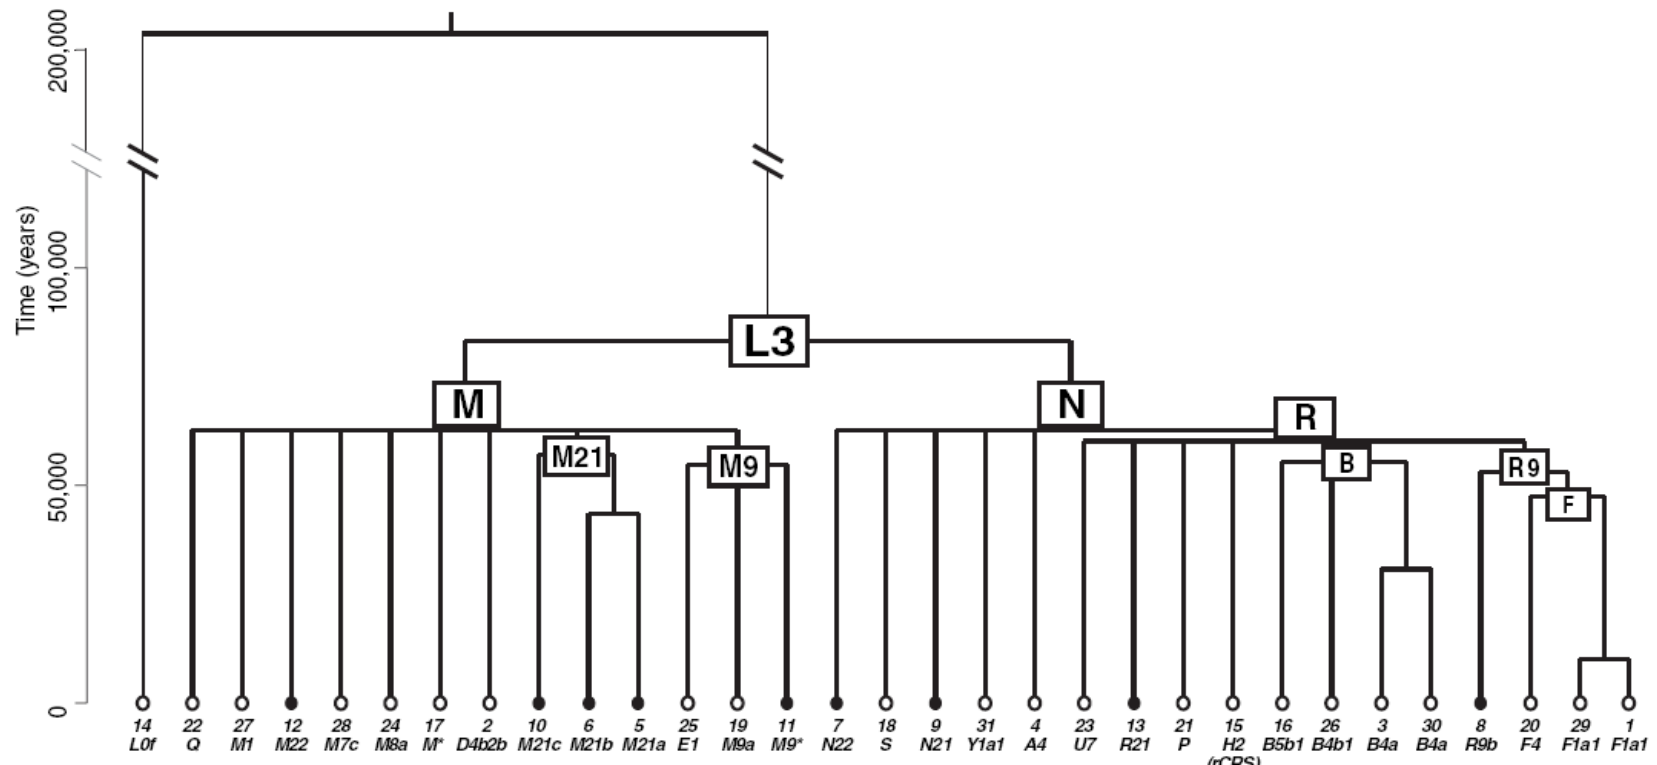 200,000
Time (years)
100,000
50,000
0
L3
M
N
R
M21
M9
B
R9
F
14 22 27 12 28 24 17 2 10 6 5 25 19 11 7 18 9 31 4 23 13 21 15 16 26 3 30 8 20 29 1
L0f Q M1 M22 M7c M8a M* D4b2b M21c M21b M21a E1 M9a M9* N22 S N21 Y1a1 A4 U7 R21 P H2 B5b1 B4b1 B4a B4a R9b F4 F1a1 F1a1
(rCRS)